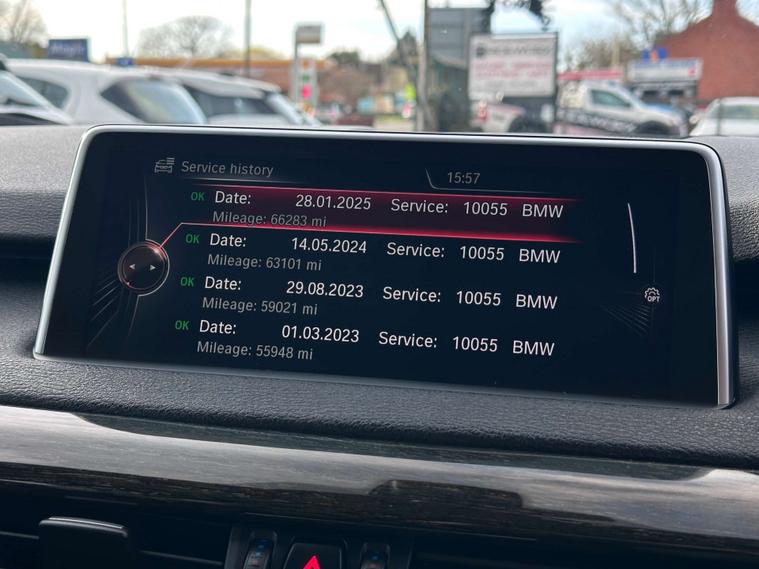 Service history
15:57
OK Date: 28.01.2025 Service: 10055 BMW
Mileage: 66283 mi
OK Date: 14.05.2024 Service: 10055 BMW
Mileage: 63101 mi
OK Date: 29.08.2023 Service: 10055 BMW
Mileage: 59021 mi
OK Date: 01.03.2023 Service: 10055 BMW
Mileage: 55948 mi
OPT